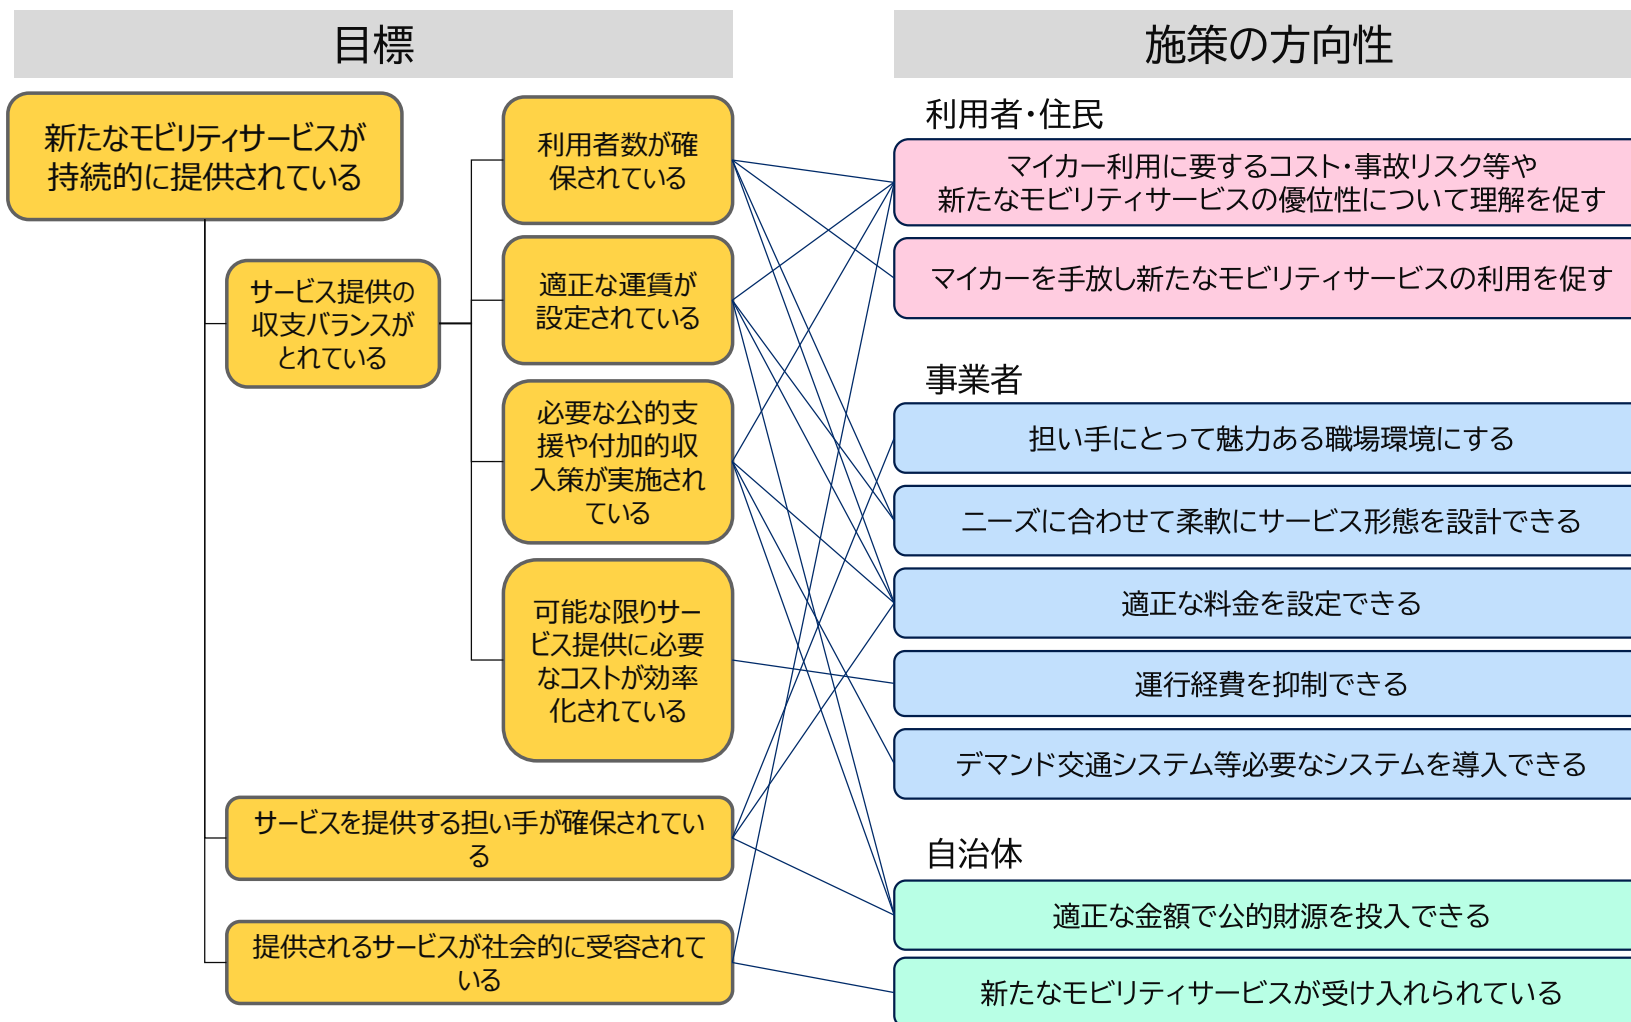 目標
新たなモビリティサービスが
持続的に提供されている
サービス提供の
収支バランスが
とれている
利用者数が確
保されている
適正な運賃が
設定されている
必要な公的支
援や付加的収
入策が実施され
ている
可能な限りサー
ビス提供に必要
なコストが効率
化されている
サービスを提供する担い手が確保されてい
る
提供されるサービスが社会的に受容されて
いる
施策の方向性
利用者・住民
マイカー利用に要するコスト・事故リスク等や
新たなモビリティサービスの優位性について理解を促す
マイカーを手放し新たなモビリティサービスの利用を促す
事業者
担い手にとって魅力ある職場環境にする
ニーズに合わせて柔軟にサービス形態を設計できる
適正な料金を設定できる
運行経費を抑制できる
デマンド交通システム等必要なシステムを導入できる
自治体
適正な金額で公的財源を投入できる
新たなモビリティサービスが受け入れられている